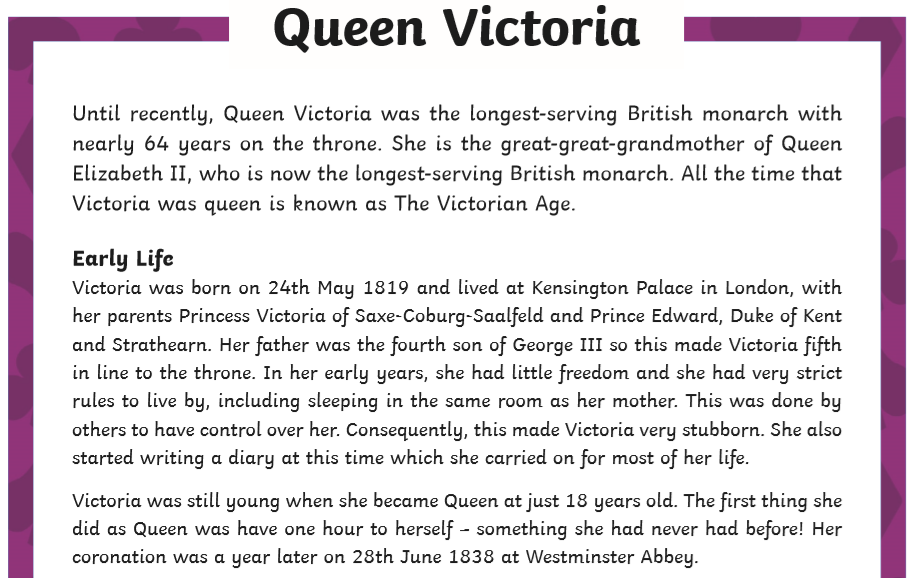 Queen Victoria
Until recently, Queen Victoria was the longest-serving British monarch with
nearly 64 years on the throne. She is the great-great-grandmother of Queen
Elizabeth II, who is now the longest-serving British monarch. All the time that
Victoria was queen is known as The Victorian Age.
Early Life
Victoria was born on 24th May 1819 and lived at Kensington Palace in London, with
her parents Princess Victoria of Saxe-Coburg-Saalfeld and Prince Edward, Duke of Kent
and Strathearn. Her father was the fourth son of George III so this made Victoria fifth
in line to the throne. In her early years, she had little freedom and she had very strict
rules to live by, including sleeping in the same room as her mother. This was done by
others to have control over her. Consequently, this made Victoria very stubborn. She also
started writing a diary at this time which she carried on for most of her life.
Victoria was still young when she became Queen at just 18 years old. The first thing she
did as Queen was have one hour to herself – something she had never had before! Her
coronation was a year later on 28th June 1838 at Westminster Abbey.